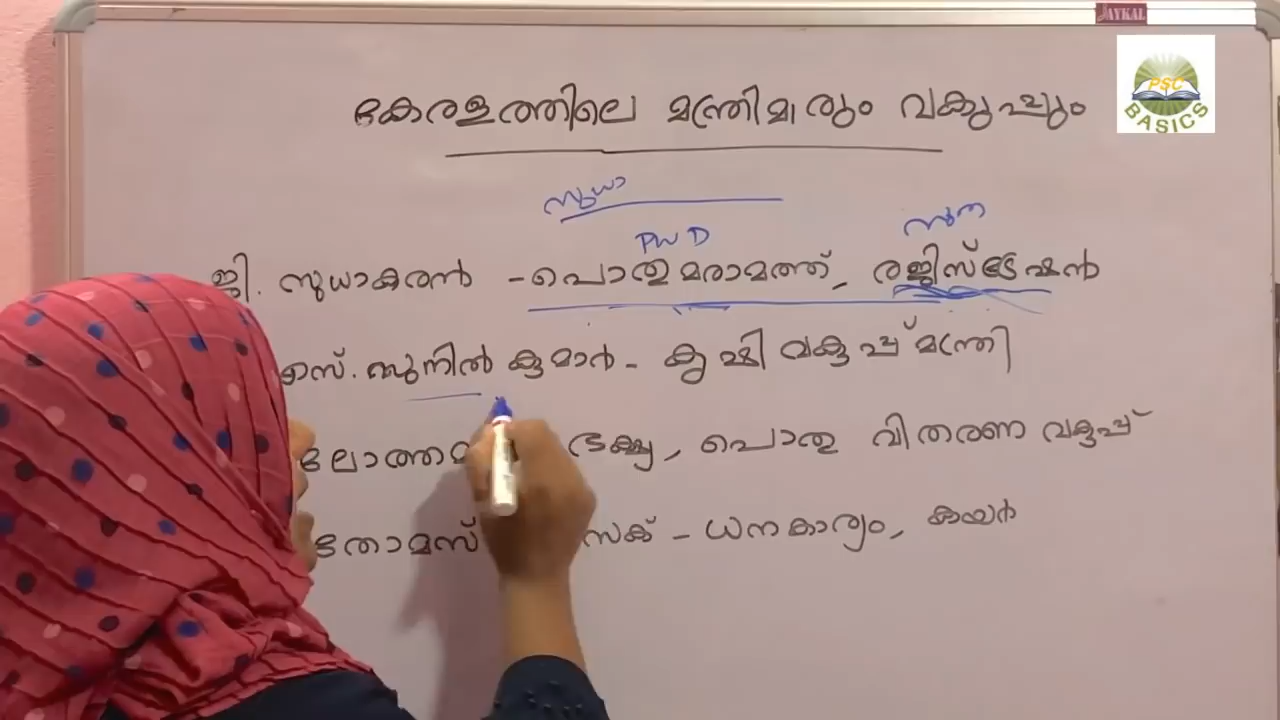 JAYKAL
PSC
BASICS
കേരളത്തിലെ മന്ത്രിമാരും വകുപ്പും
സുധാ
PWD
ജി. സുധാകരൻ - പൊതുമരാമത്ത്, രജിസ്ട്രേഷൻ
എസ്. സുനിൽ കുമാർ - കൃഷി വകുപ്പ് മന്ത്രി
ഭക്ഷ്യ, പൊതു വിതരണ വകുപ്പ്
തോമസ് സക് - ധനകാര്യം, കയർ